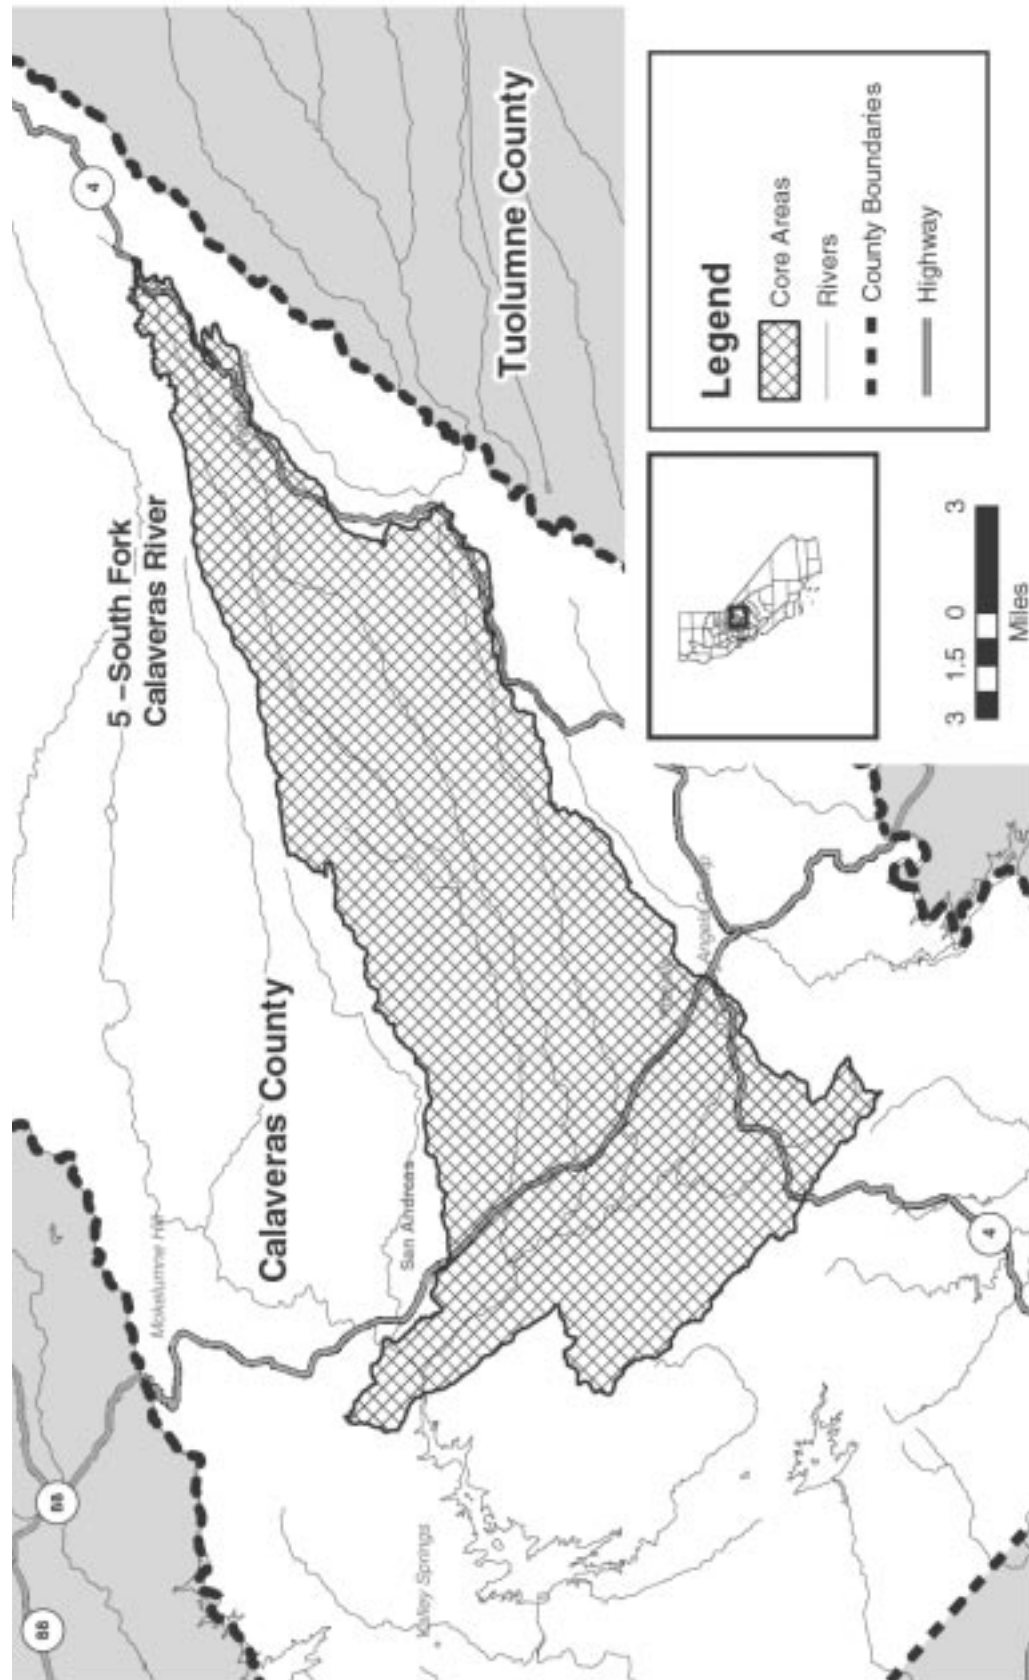 5 –South Fork
Calaveras River
4
Tuolumne County
Calaveras County
Mokelumne Hill
San Andreas
Valley Springs
88
88
4
Legend
Core Areas
Rivers
County Boundaries
Highway
3 1.5 0 3
Miles